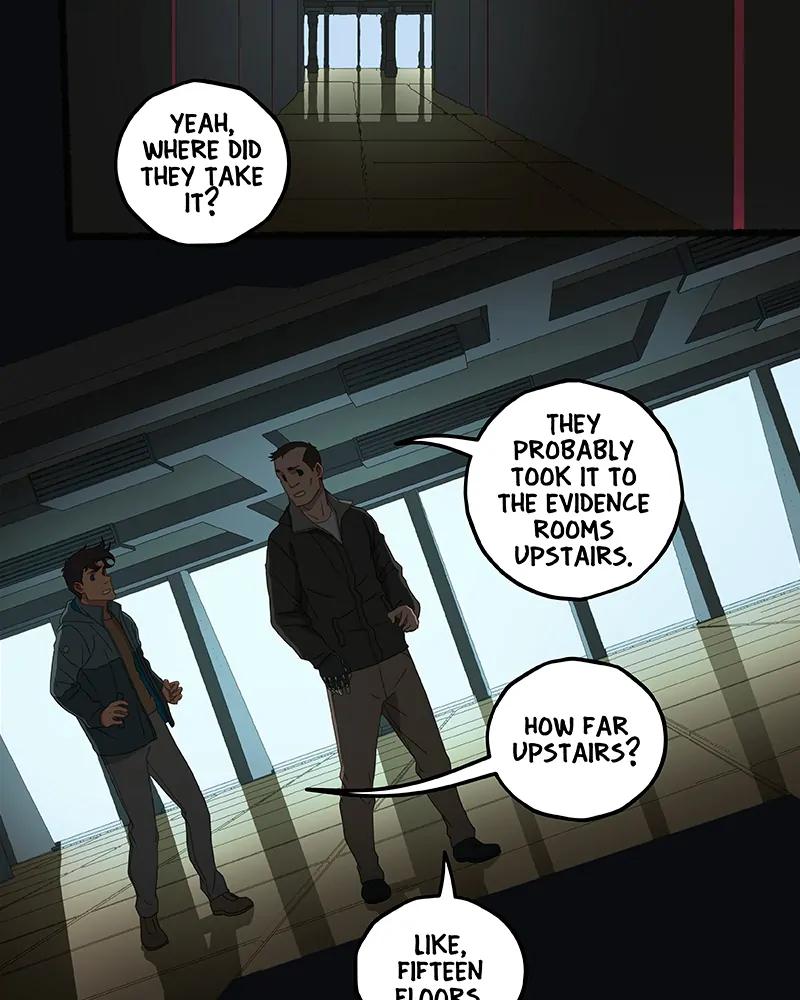 YEAH,
WHERE DID
THEY TAKE
IT?
THEY
PROBABLY
TOOK IT TO
THE EVIDENCE
ROOMS
UPSTAIRS.
HOW FAR
UPSTAIRS?
LIKE,
FIFTEEN
FLOORS